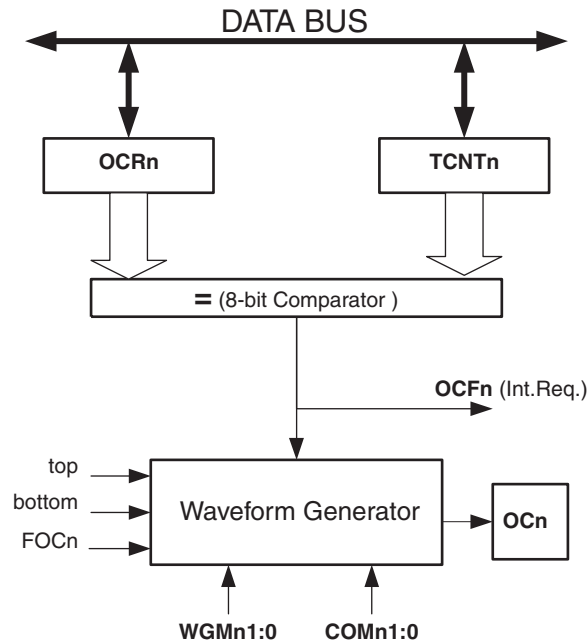 DATA BUS
OCRn
TCNTn
= (8-bit Comparator )
OCFn (Int.Req.)
top
bottom
FOCn
Waveform Generator
OCn
WGMn1:0
COMn1:0